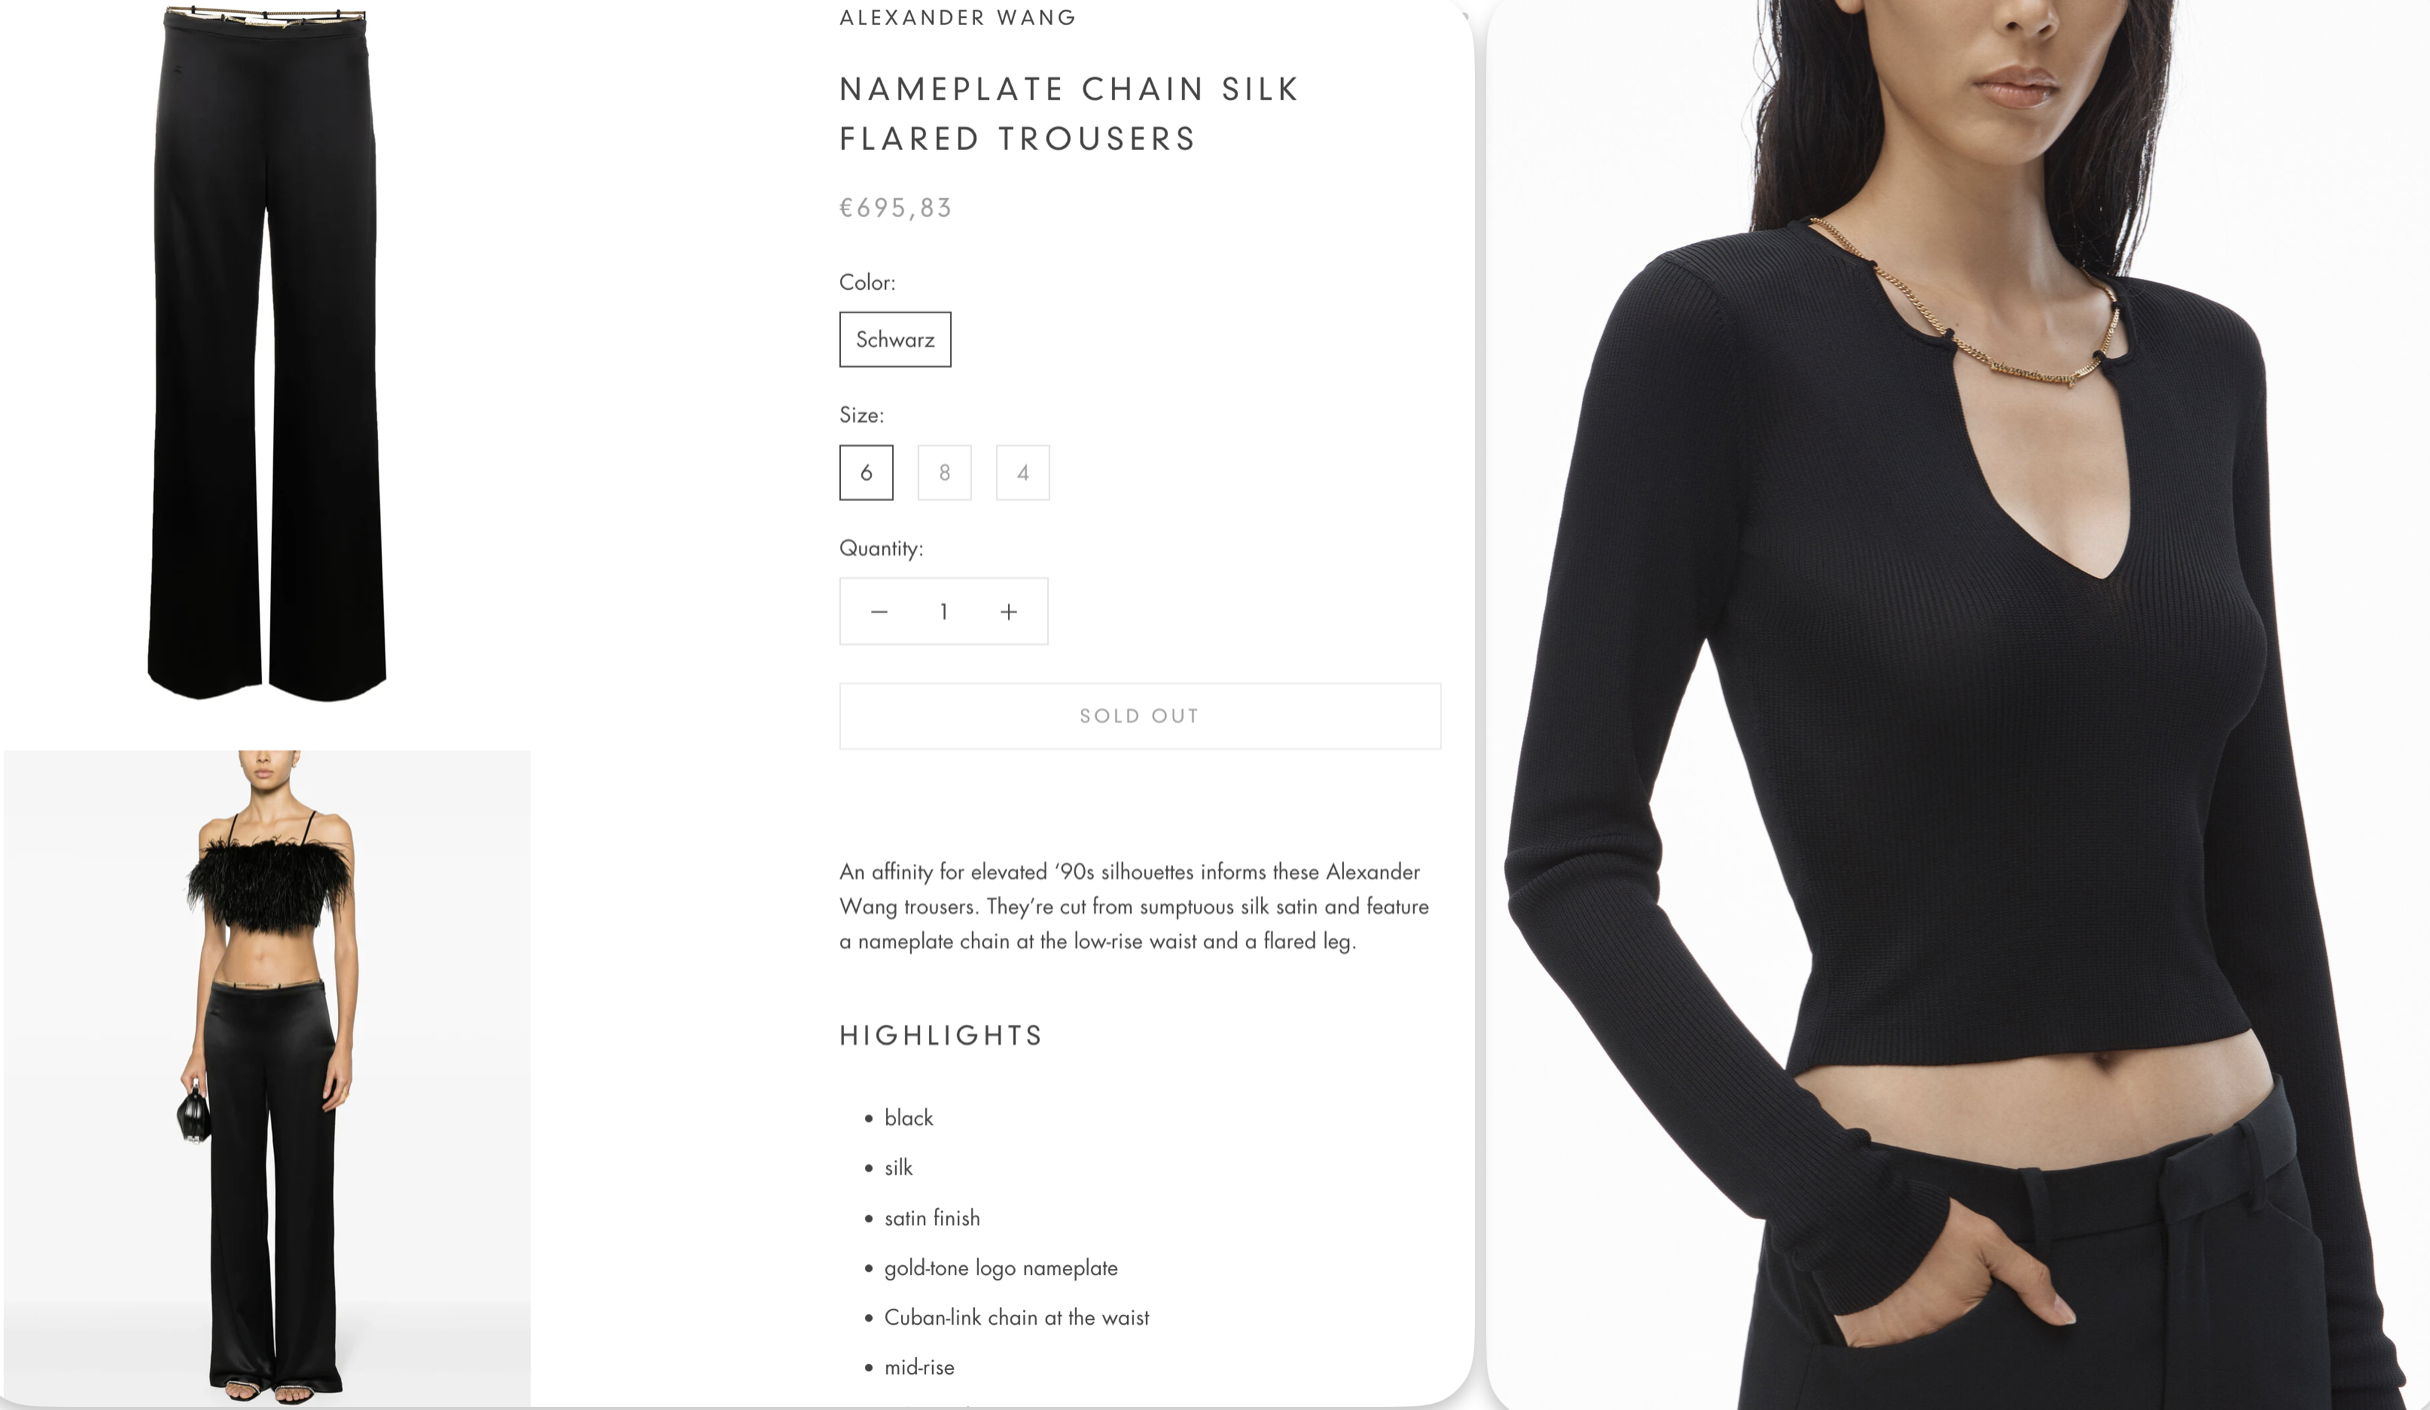 ALEXANDER WANG
NAMEPLATE CHAIN SILK
FLARED TROUSERS
€695,83
Color:
Schwarz
Size:
6 8 4
Quantity:
− 1 +
SOLD OUT
An affinity for elevated ‘90s silhouettes informs these Alexander
Wang trousers. They’re cut from sumptuous silk satin and feature
a nameplate chain at the low-rise waist and a flared leg.
HIGHLIGHTS
• black
• silk
• satin finish
• gold-tone logo nameplate
• Cuban-link chain at the waist
• mid-rise